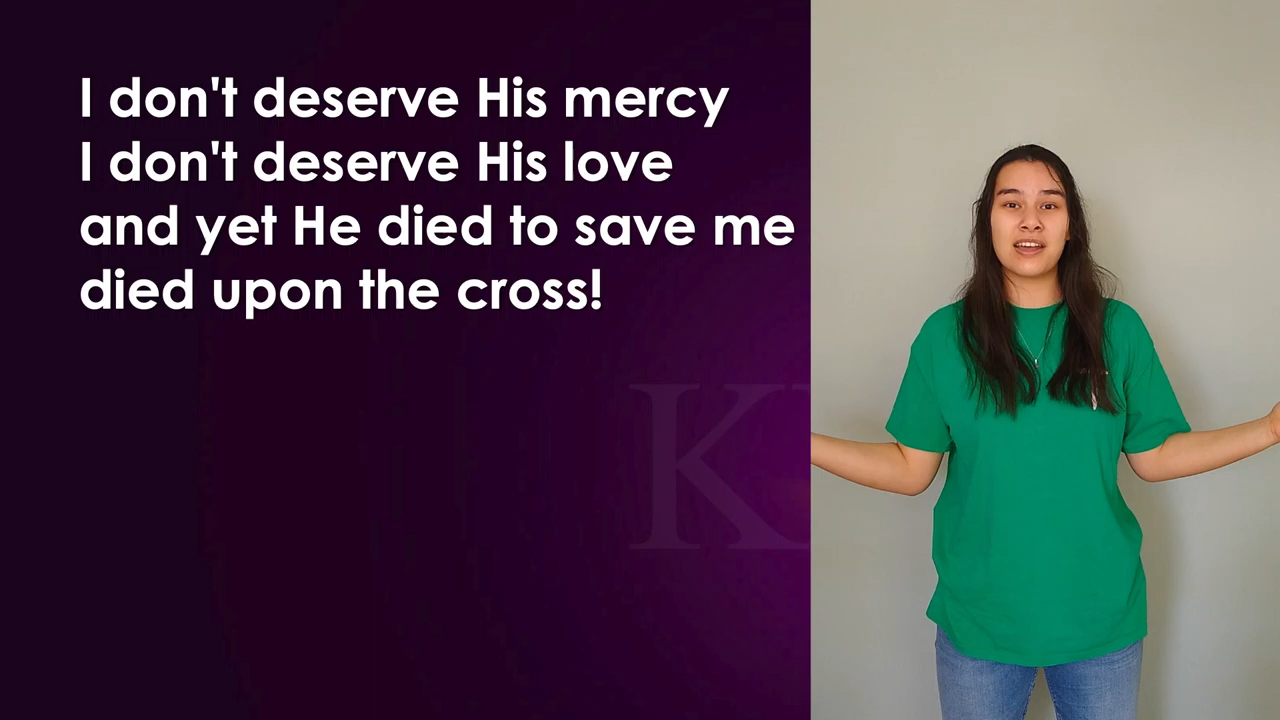 I don't deserve His mercy
I don't deserve His love
and yet He died to save me
died upon the cross!
K